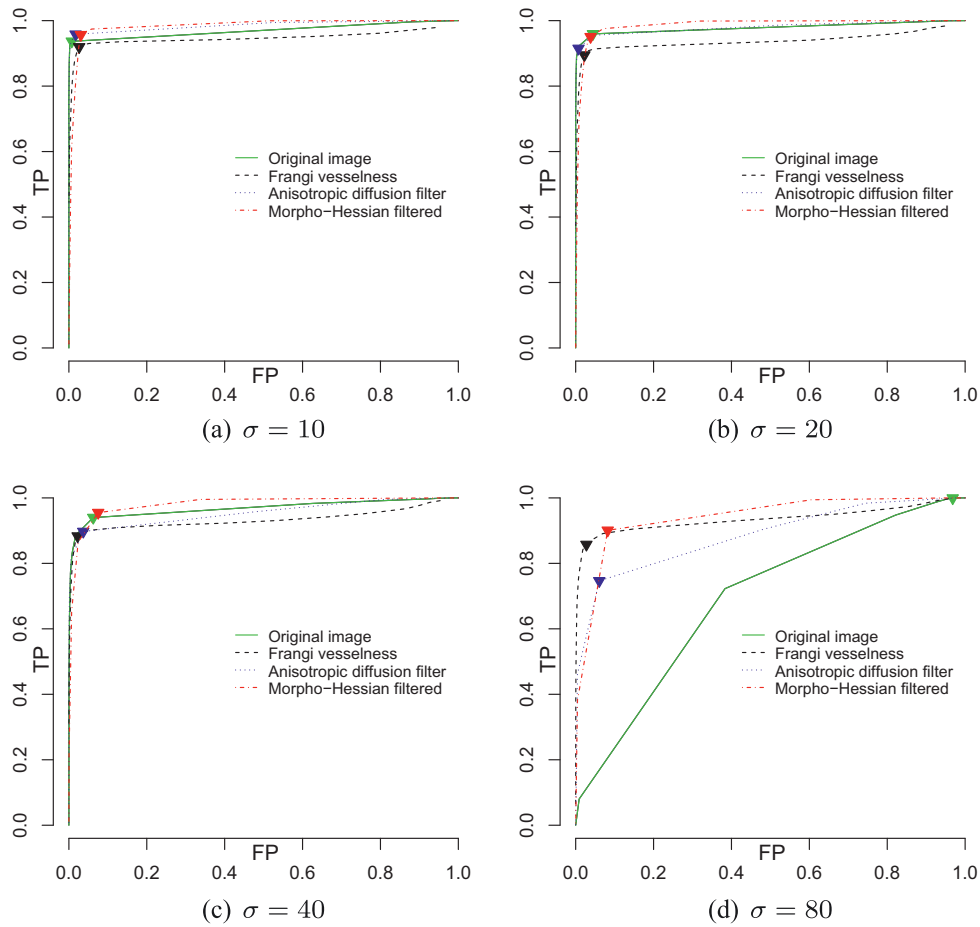 1.0
0.8
0.6
0.4
0.2
0.0
TP
Original image
Frangi vesselness
Anisotropic diffusion filter
Morpho−Hessian filtered
0.0 0.2 0.4 0.6 0.8 1.0
FP
(a) σ = 10
1.0
0.8
0.6
0.4
0.2
0.0
TP
Original image
Frangi vesselness
Anisotropic diffusion filter
Morpho−Hessian filtered
0.0 0.2 0.4 0.6 0.8 1.0
FP
(b) σ = 20
1.0
0.8
0.6
0.4
0.2
0.0
TP
Original image
Frangi vesselness
Anisotropic diffusion filter
Morpho−Hessian filtered
0.0 0.2 0.4 0.6 0.8 1.0
FP
(c) σ = 40
1.0
0.8
0.6
0.4
0.2
0.0
TP
Original image
Frangi vesselness
Anisotropic diffusion filter
Morpho−Hessian filtered
0.0 0.2 0.4 0.6 0.8 1.0
FP
(d) σ = 80